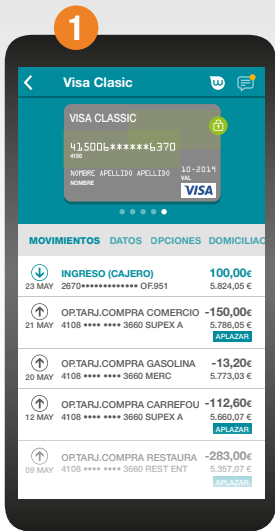 1
Visa Clasic
w
VISA CLASSIC
415006******6370
4150
NOMBRE APELLIDO APELLIDO 10-2019
NOMBRE VAL
VISA
MOVIMIENTOS DATOS OPCIONES DOMICILIAC
INGRESO (CAJERO) 100,00€
23 MAY 2670•••••••••••••• OF.951 5.824,05 €
OP.TARJ.COMPRA COMERCIO -150,00€
21 MAY 4108 •••• •••• 3660 SUPEX A 5.786,05 €
APLAZAR
OP.TARJ.COMPRA GASOLINA -13,20€
20 MAY 4108 •••• •••• 3660 MERC 5.773,03 €
OP.TARJ.COMPRA CARREFOU -112,60€
12 MAY 4108 •••• •••• 3660 SUPEX A 5.660,07 €
APLAZAR
OP.TARJ.COMPRA RESTAURA -283,00€
09 MAY 4108 •••• •••• 3660 REST ENT 5.357,07 €
APLAZAR